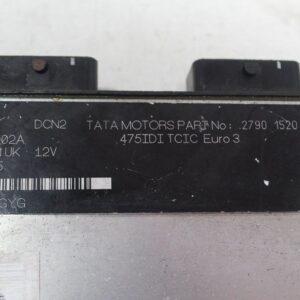 DCN2 TATA MOTORS PART No: .2790 1520
02A 475IDI TCIC Euro 3
UK 12V
GYG